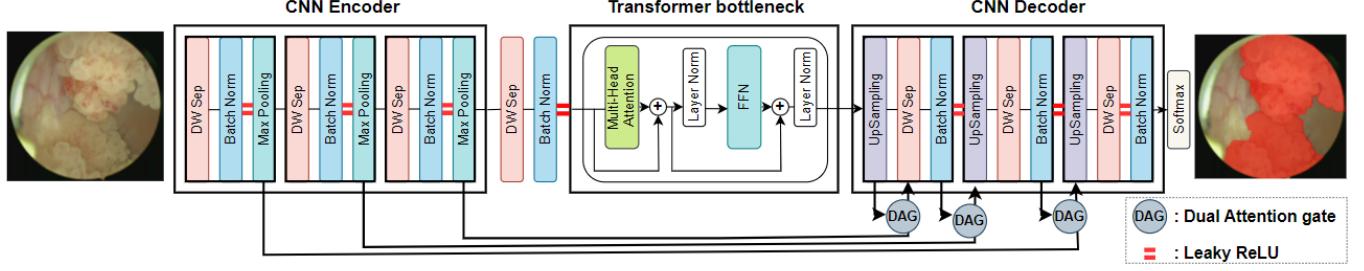 CNN Encoder
Transformer bottleneck
CNN Decoder
DW Sep
Batch Norm
Max Pooling
DW Sep
Batch Norm
Max Pooling
DW Sep
Batch Norm
Max Pooling
DW Sep
Batch Norm
Multi-Head
Attention
+
Layer Norm
FFN
+
Layer Norm
UpSampling
DW Sep
Batch Norm
UpSampling
DW Sep
Batch Norm
UpSampling
DW Sep
Batch Norm
Softmax
DAG
DAG
DAG
DAG : Dual Attention gate
: Leaky ReLU